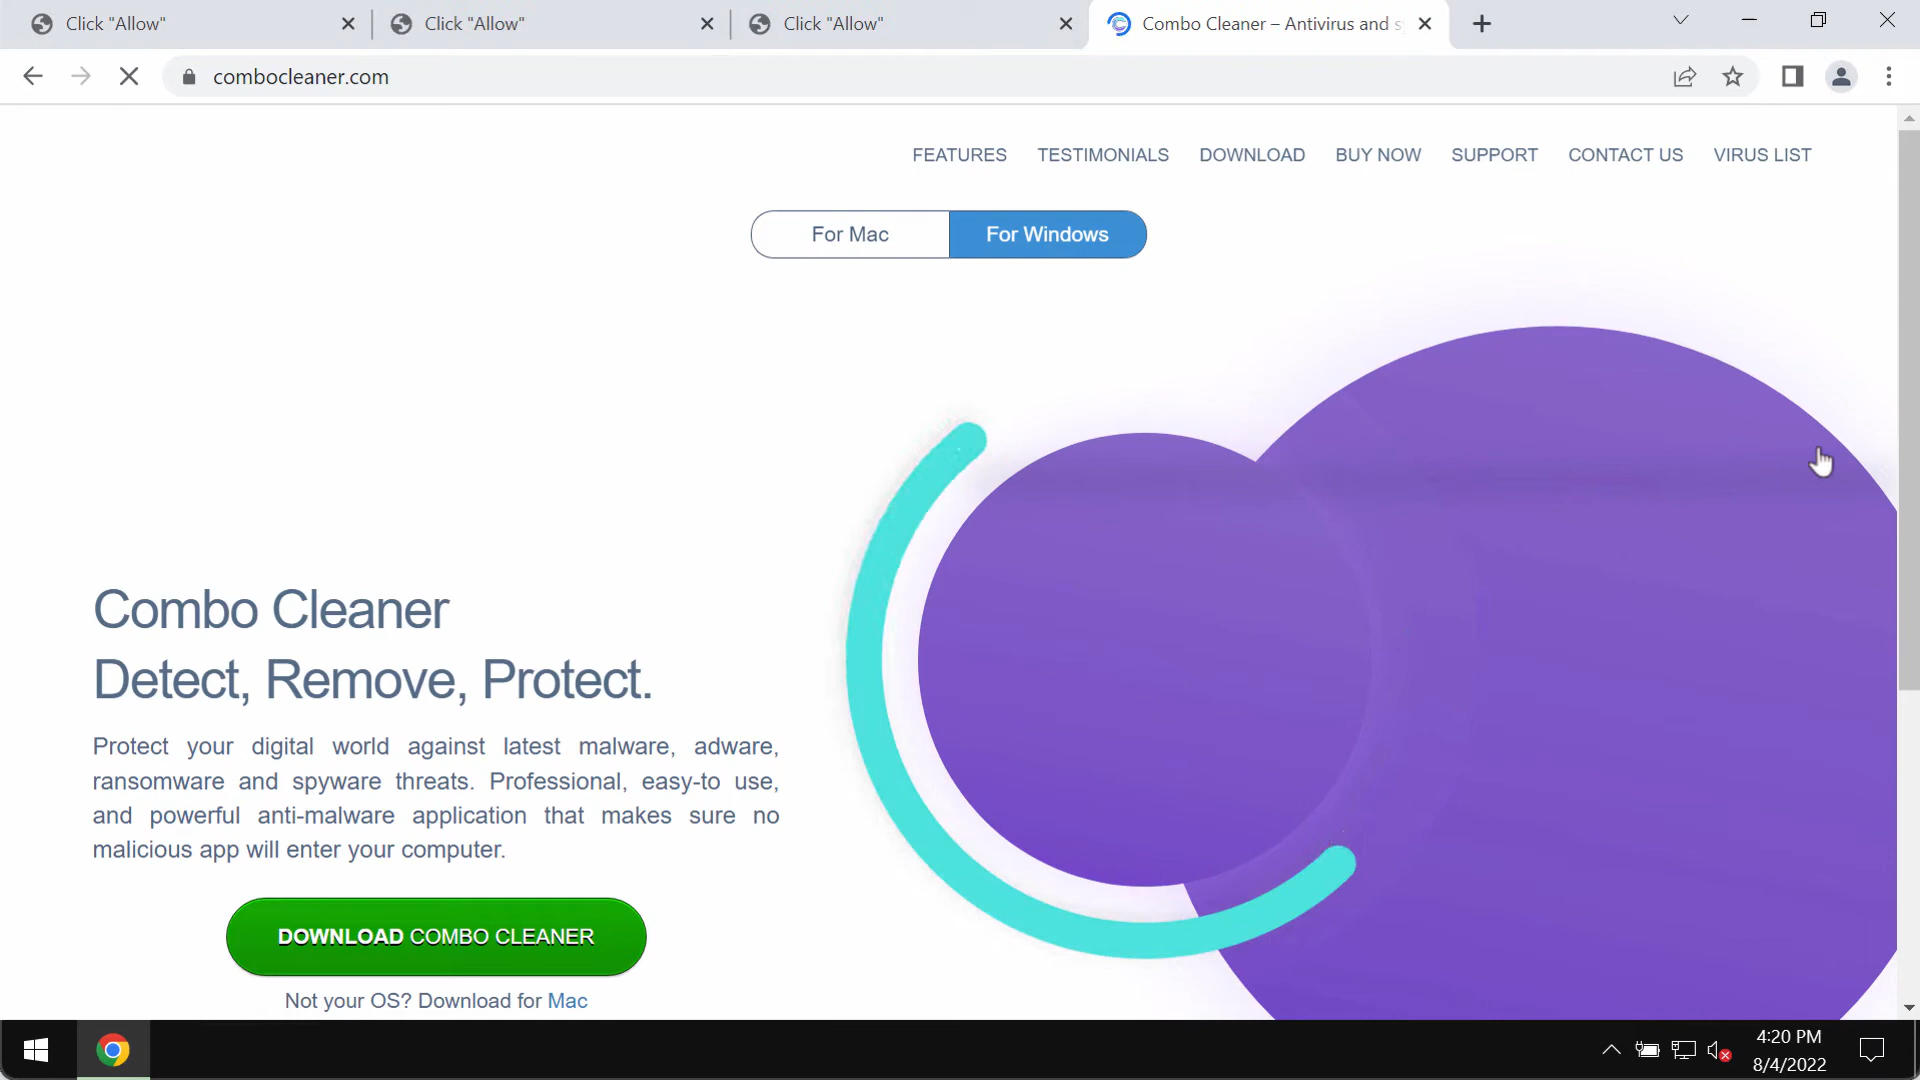 Click "Allow"
Click "Allow"
Click "Allow"
Combo Cleaner – Antivirus and s
combocleaner.com
FEATURES TESTIMONIALS DOWNLOAD BUY NOW SUPPORT CONTACT US VIRUS LIST
For Mac For Windows
Combo Cleaner
Detect, Remove, Protect.
Protect your digital world against latest malware, adware,
ransomware and spyware threats. Professional, easy-to use,
and powerful anti-malware application that makes sure no
malicious app will enter your computer.
DOWNLOAD COMBO CLEANER
Not your OS? Download for Mac
4:20 PM
8/4/2022